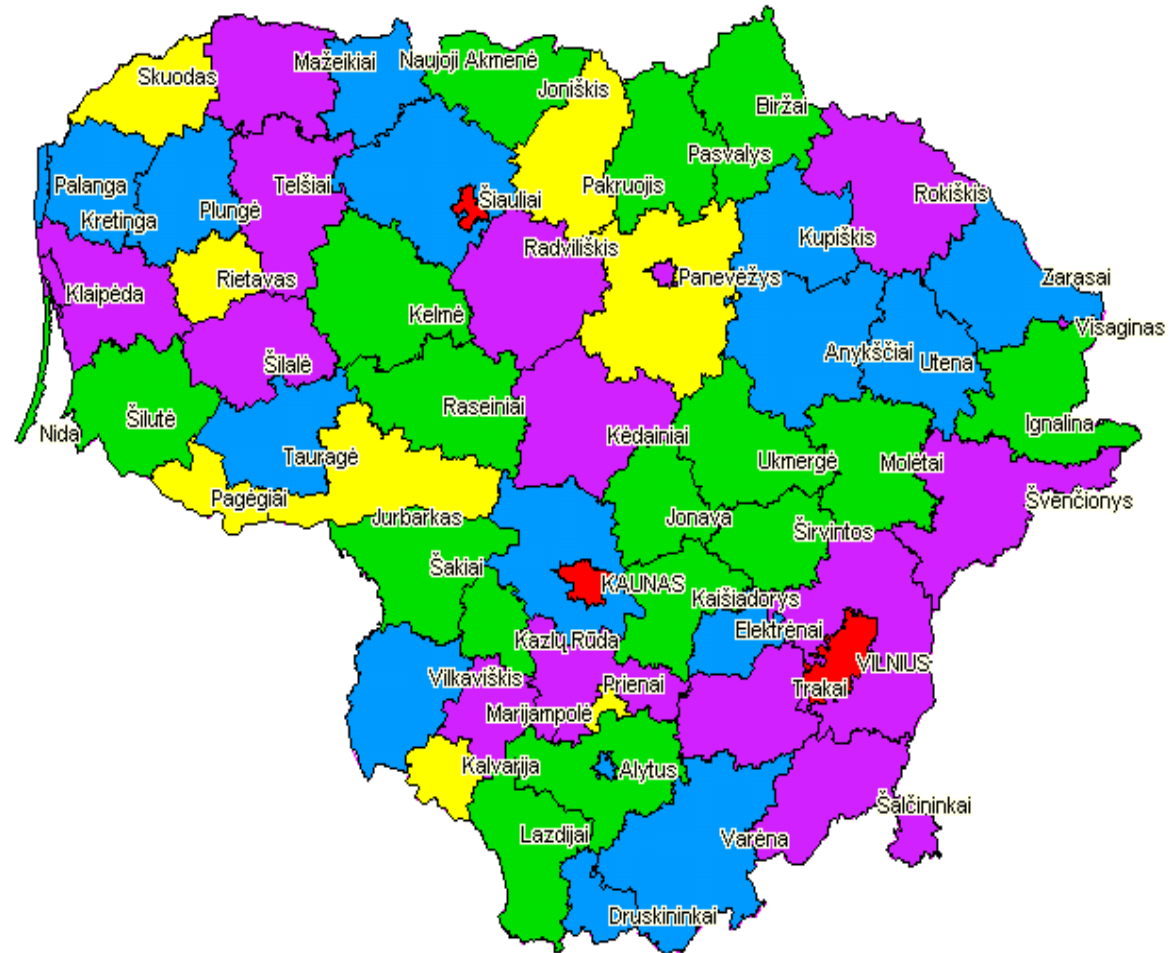 Skuodas
Mažeikiai
Naujoji Akmenė
Joniškis
Biržai
Pasvalys
Pakruojis
Palanga
Kretinga
Plungė
Telšiai
Šiauliai
Radviliškis
Kupiškis
Rokiškis
Klaipėda
Rietavas
Kelmė
Panevėžys
Zarasai
Visaginas
Anykščiai
Utena
Šilalė
Raseiniai
Nida
Šilutė
Tauragė
Kėdainiai
Ukmergė
Molėtai
Ignalina
Pagėgiai
Jurbarkas
Jonava
Širvintos
Švenčionys
Šakiai
KAUNAS
Kaišiadorys
Elektrėnai
Kazlų Rūda
Vilkaviškis
Prienai
Trakai
VILNIUS
Marijampolė
Kalvarija
Alytus
Šalčininkai
Lazdijai
Varėna
Druskininkai